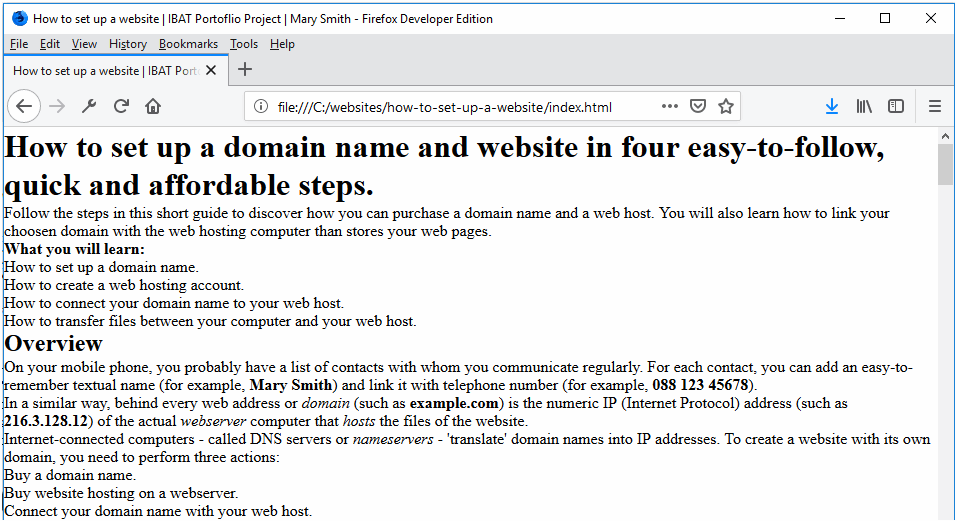 How to set up a website | IBAT Portoflio Project | Mary Smith - Firefox Developer Edition
File Edit View History Bookmarks Tools Help
How to set up a website | IBAT Port
file:///C:/websites/how-to-set-up-a-website/index.html
How to set up a domain name and website in four easy-to-follow,
quick and affordable steps.
Follow the steps in this short guide to discover how you can purchase a domain name and a web host. You will also learn how to link your
choosen domain with the web hosting computer than stores your web pages.
What you will learn:
How to set up a domain name.
How to create a web hosting account.
How to connect your domain name to your web host.
How to transfer files between your computer and your web host.
Overview
On your mobile phone, you probably have a list of contacts with whom you communicate regularly. For each contact, you can add an easy-to-
remember textual name (for example, Mary Smith) and link it with telephone number (for example, 088 123 45678).
In a similar way, behind every web address or domain (such as example.com) is the numeric IP (Internet Protocol) address (such as
216.3.128.12) of the actual webserver computer that hosts the files of the website.
Internet-connected computers - called DNS servers or nameservers - 'translate' domain names into IP addresses. To create a website with its own
domain, you need to perform three actions:
Buy a domain name.
Buy website hosting on a webserver.
Connect your domain name with your web host.